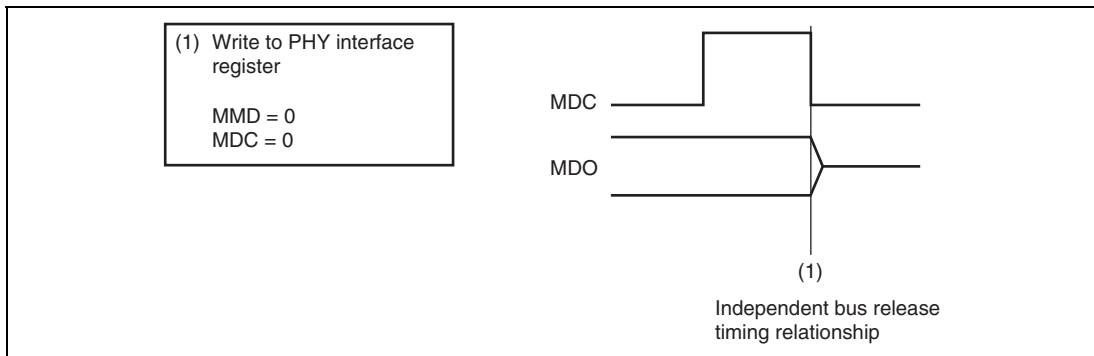 (1) Write to PHY interface
register
MMD = 0
MDC = 0
MDC
MDO
(1)
Independent bus release
timing relationship